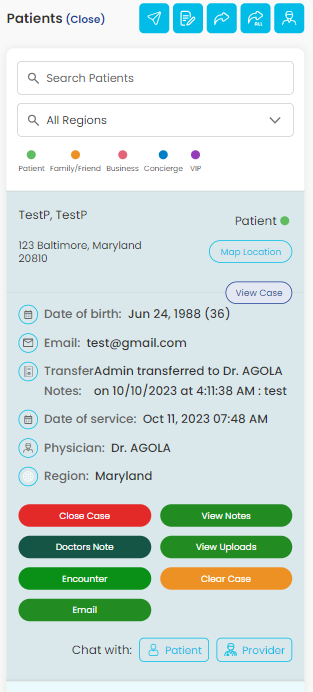 Patients (Close)
ALL
Search Patients
All Regions
Patient Family/Friend Business Concierge VIP
TestP, TestP
Patient
123 Baltimore, Maryland
20810
Map Location
View Case
Date of birth: Jun 24, 1988 (36)
Email: test@gmail.com
TransferAdmin transferred to Dr. AGOLA
Notes: on 10/10/2023 at 4:11:38 AM : test
Date of service: Oct 11, 2023 07:48 AM
Physician: Dr. AGOLA
Region: Maryland
Close Case View Notes
Doctors Note View Uploads
Encounter Clear Case
Email
Chat with: Patient Provider